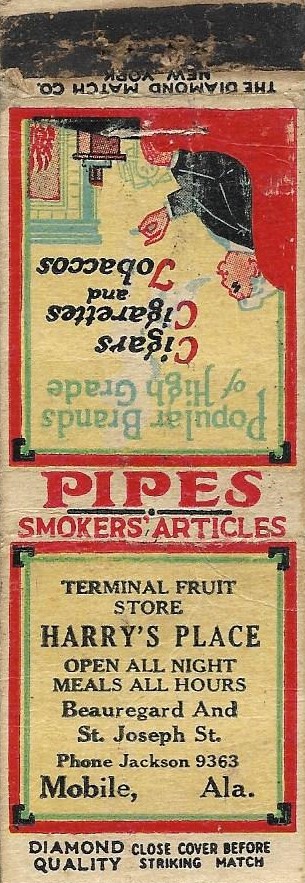 THE DIAMOND MATCH CO.
NEW YORK
Popular Brands
of High Grade
Cigars
Cigarettes
and
Tobaccos
PIPES
SMOKERS' ARTICLES
TERMINAL FRUIT
STORE
HARRY'S PLACE
OPEN ALL NIGHT
MEALS ALL HOURS
Beauregard And
St. Joseph St.
Phone Jackson 9363
Mobile, Ala.
DIAMOND QUALITY
CLOSE COVER BEFORE
STRIKING MATCH